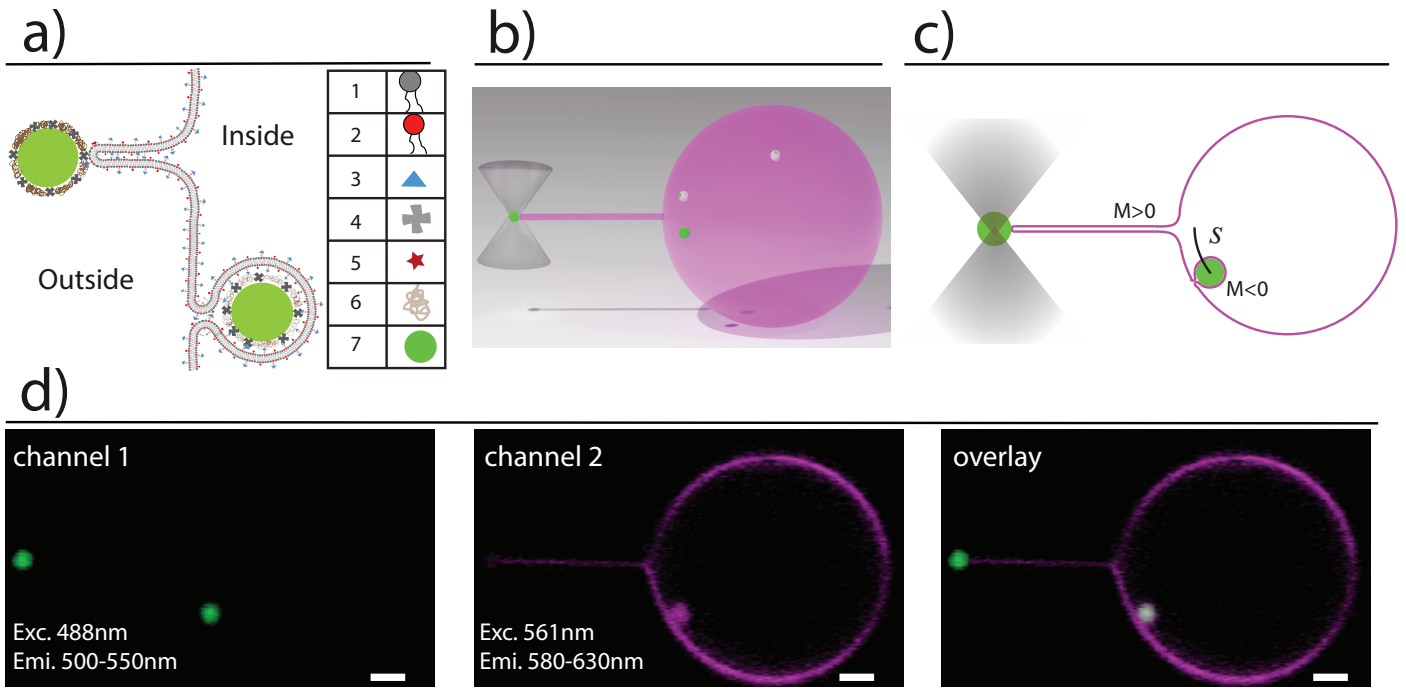 a)
b)
c)
Inside
Outside
1
2
3
4
5
6
7
M>0
S
M<0
d)
channel 1
Exc. 488nm
Emi. 500-550nm
channel 2
Exc. 561nm
Emi. 580-630nm
overlay